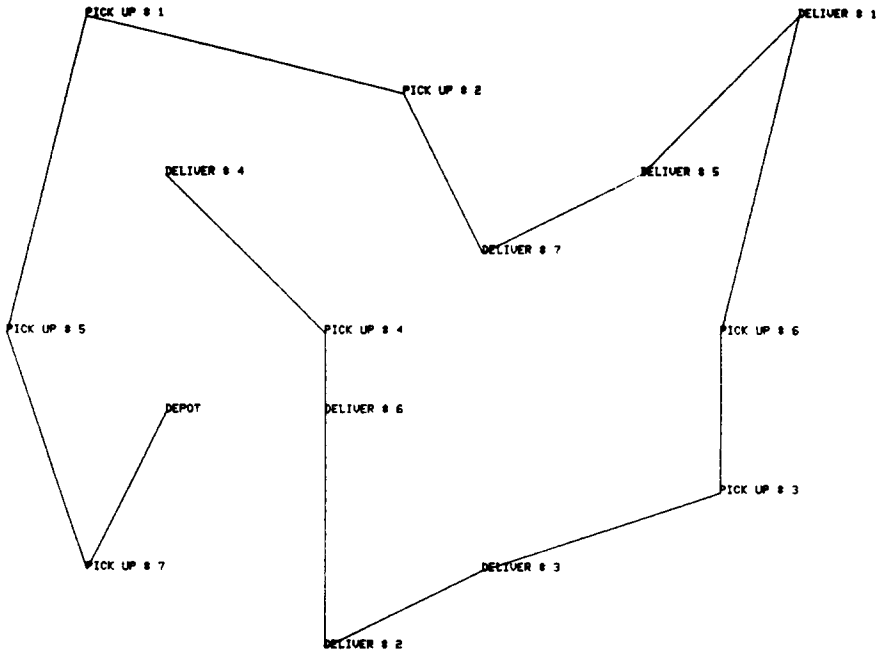 PICK UP # 1
DELIVER # 1
PICK UP # 2
DELIVER # 4
DELIVER # 5
DELIVER # 7
PICK UP # 5
PICK UP # 4
PICK UP # 6
DEPOT
DELIVER # 6
PICK UP # 3
PICK UP # 7
DELIVER # 3
DELIVER # 2